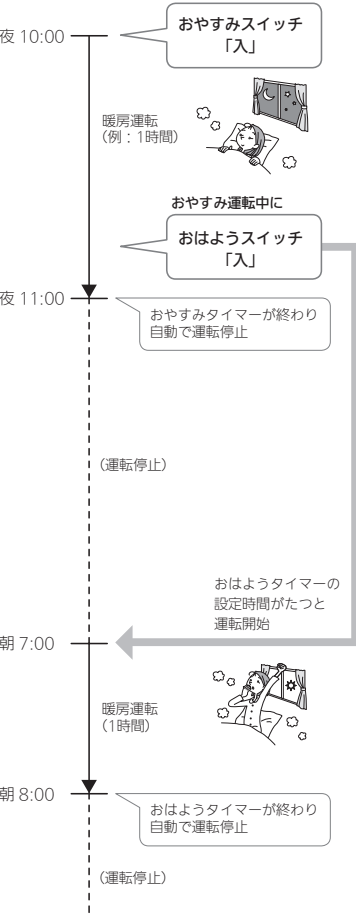 夜 10:00
おやすみスイッチ
「入」
暖房運転
(例：1時間)
おやすみ運転中に
おはようスイッチ
「入」
夜 11:00
おやすみタイマーが終わり
自動で運転停止
(運転停止)
おはようタイマーの
設定時間がたつと
運転開始
朝 7:00
暖房運転
(1時間)
朝 8:00
おはようタイマーが終わり
自動で運転停止
(運転停止)